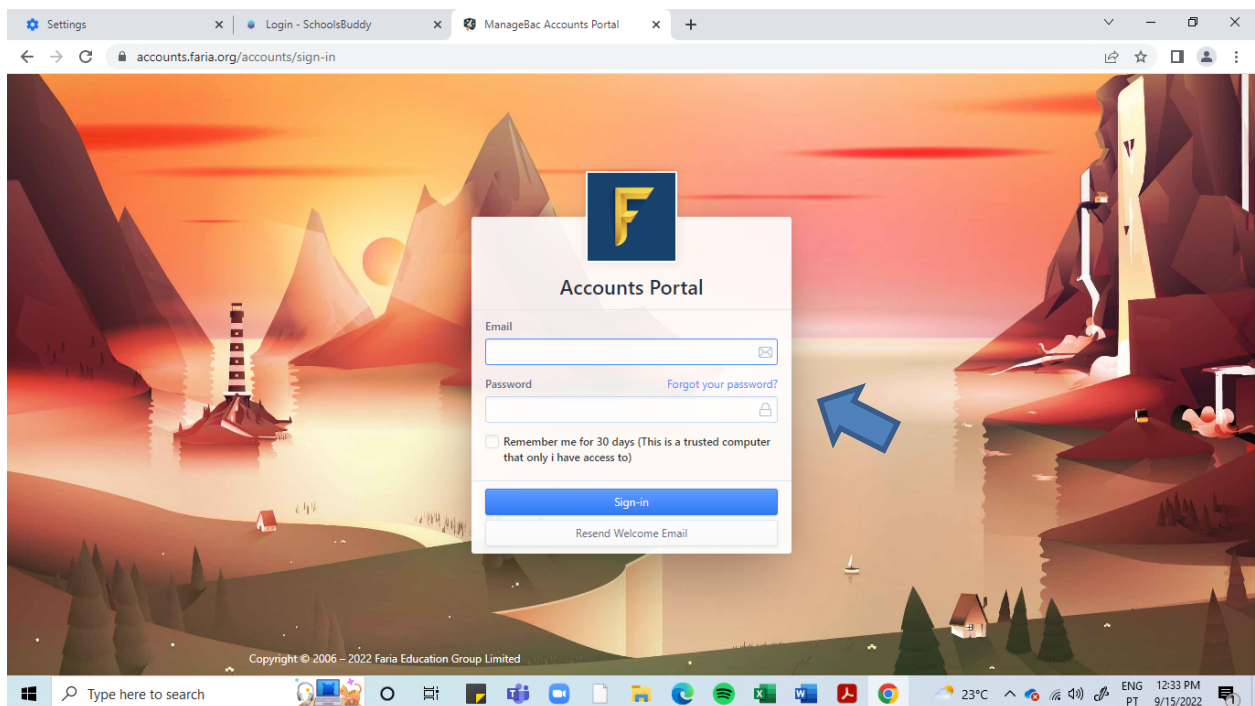 Settings
Login - SchoolsBuddy
ManageBac Accounts Portal
accounts.faria.org/accounts/sign-in
F
Accounts Portal
Email
Password Forgot your password?
Remember me for 30 days (This is a trusted computer
that only i have access to)
Sign-in
Resend Welcome Email
Copyright © 2006 – 2022 Faria Education Group Limited
Type here to search
23°C
ENG 12:33 PM
PT 9/15/2022